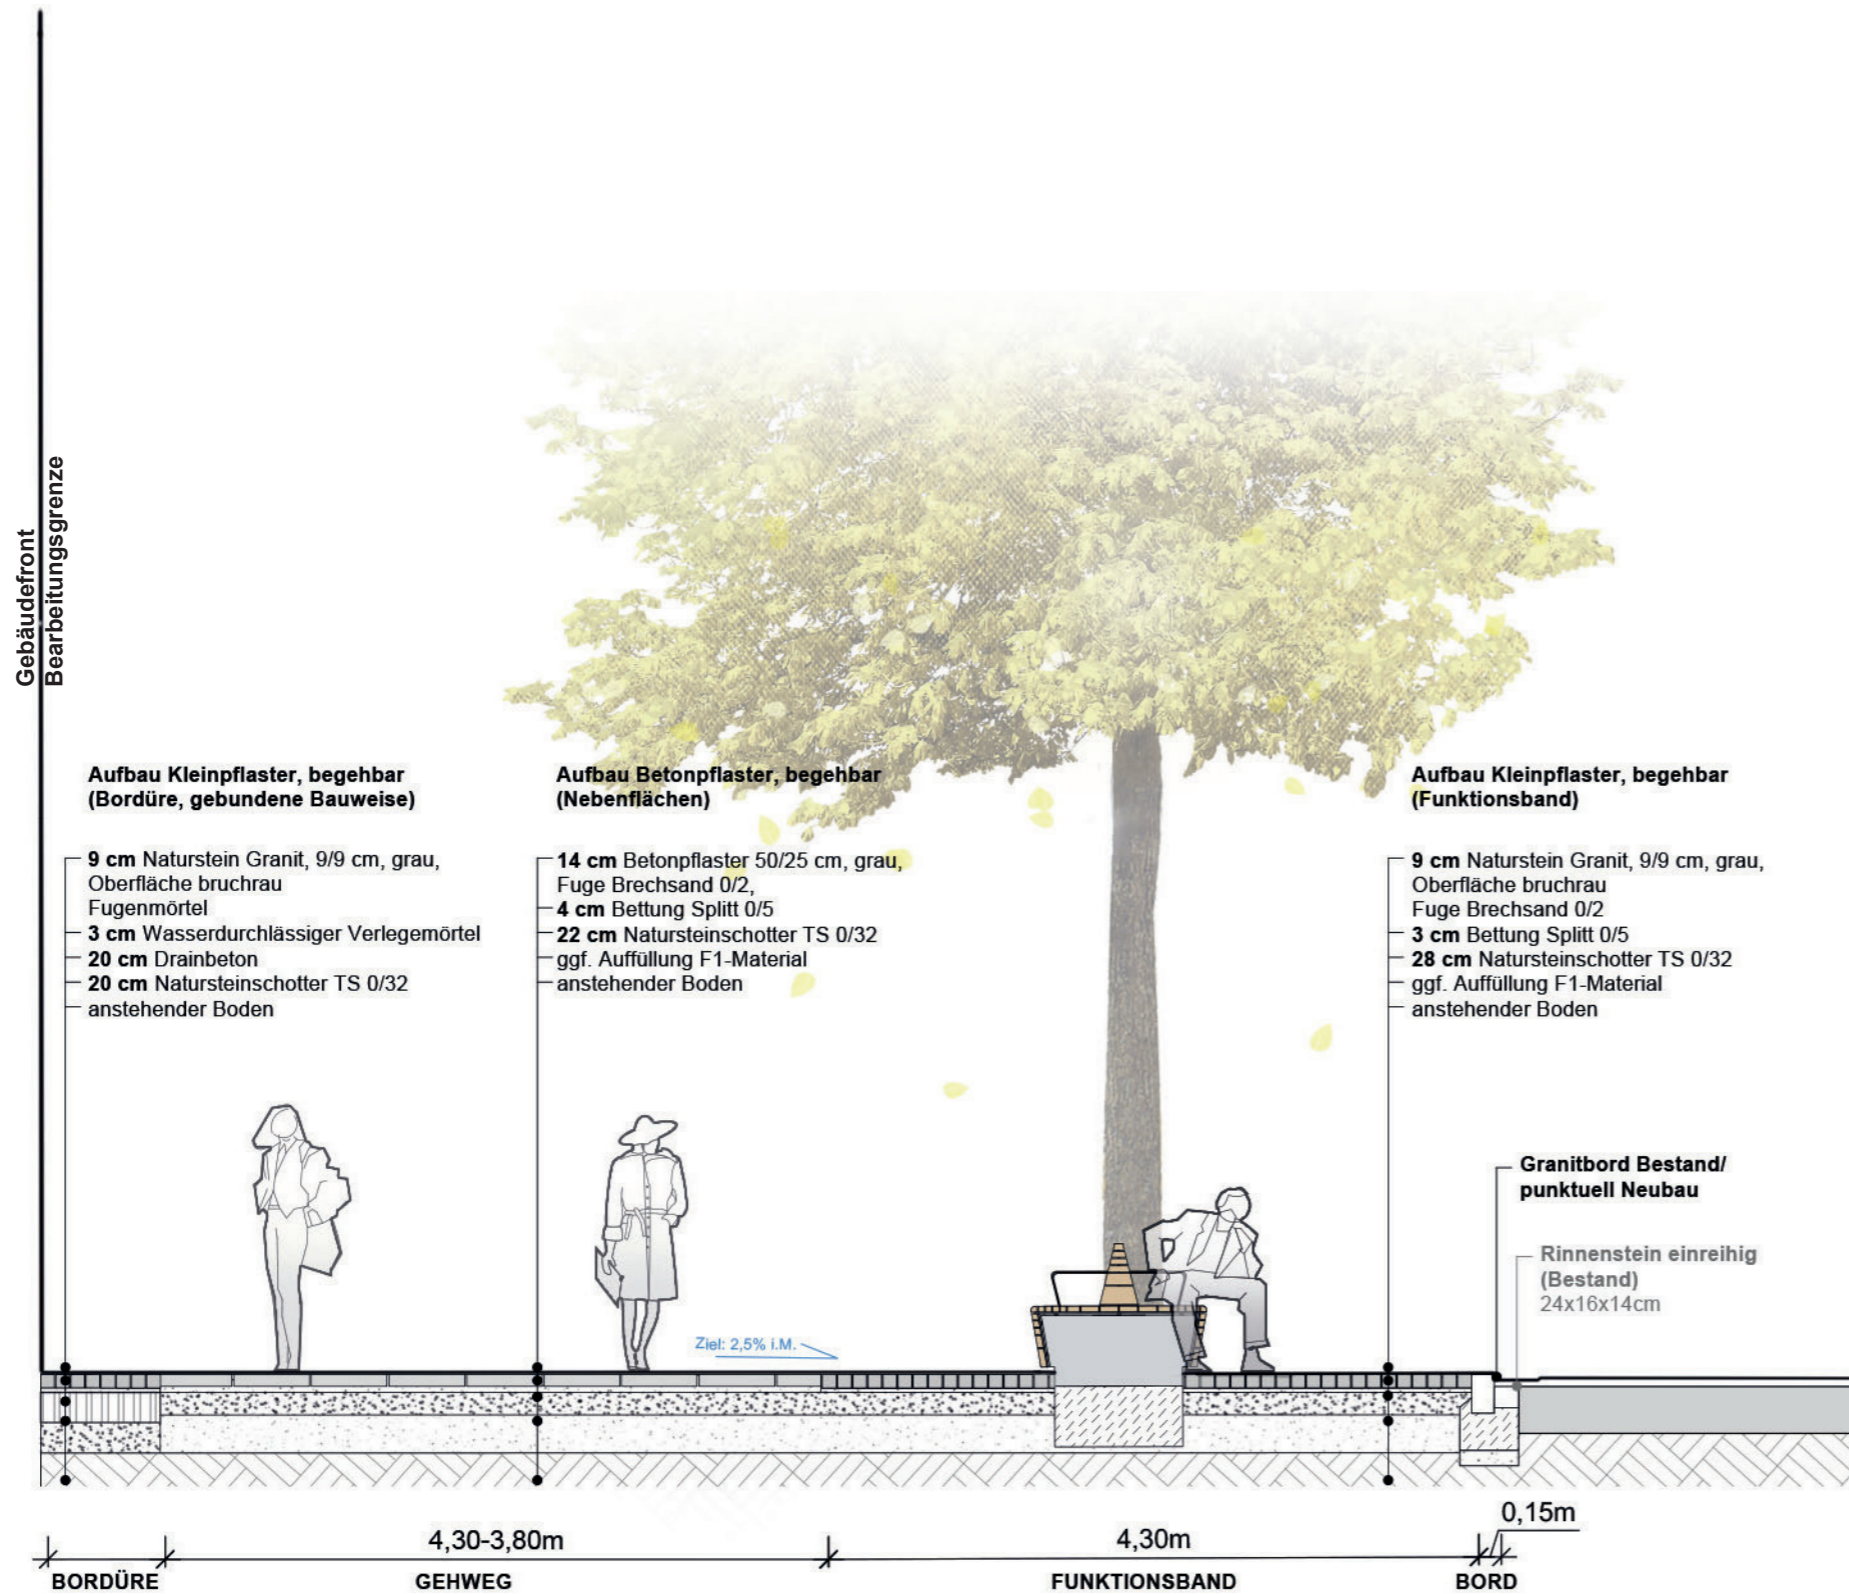 Gebäudefront
Bearbeitungsgrenze
Aufbau Kleinpflaster, begehbar
(Bordüre, gebundene Bauweise)
9 cm Naturstein Granit, 9/9 cm, grau,
Oberfläche bruchrau
Fugenmörtel
3 cm Wasserdurchlässiger Verlegemörtel
20 cm Drainbeton
20 cm Natursteinschotter TS 0/32
anstehender Boden
Aufbau Betonpflaster, begehbar
(Nebenflächen)
14 cm Betonpflaster 50/25 cm, grau,
Fuge Brechsand 0/2,
4 cm Bettung Splitt 0/5
22 cm Natursteinschotter TS 0/32
ggf. Auffüllung F1-Material
anstehender Boden
Aufbau Kleinpflaster, begehbar
(Funktionsband)
9 cm Naturstein Granit, 9/9 cm, grau,
Oberfläche bruchrau
Fuge Brechsand 0/2
3 cm Bettung Splitt 0/5
28 cm Natursteinschotter TS 0/32
ggf. Auffüllung F1-Material
anstehender Boden
Granitbord Bestand/
punktuell Neubau
Rinnenstein einreihig
(Bestand)
24x16x14cm
Ziel: 2,5% i.M.
4,30-3,80m
4,30m
0,15m
BORDÜRE
GEHWEG
FUNKTIONSBAND
BORD